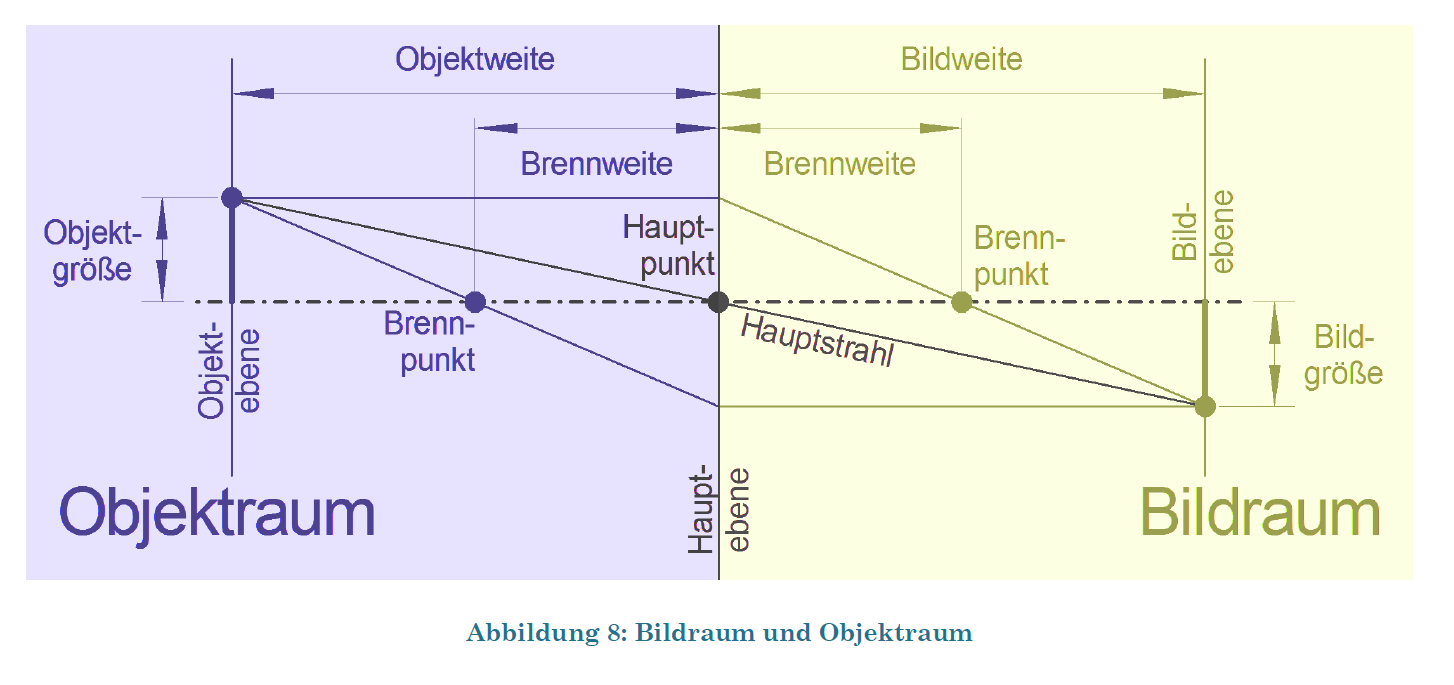 Objektweite
Bildweite
Brennweite
Brennweite
Objekt-
größe
Haupt-
punkt
Brenn-
punkt
Bild-
ebene
Brenn-
punkt
Objekt-
ebene
Hauptstrahl
Bild-
größe
Objektraum
Haupt-
ebene
Bildraum
Abbildung 8: Bildraum und Objektraum